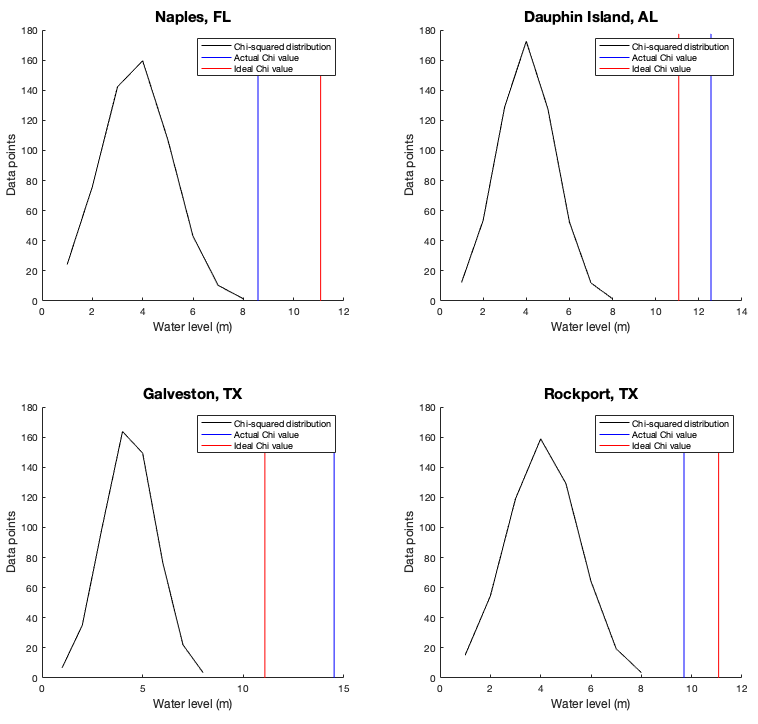 Naples, FL
180
160
140
120
100
80
60
40
20
0
Data points
Chi-squared distribution
Actual Chi value
Ideal Chi value
0 2 4 6 8 10 12
Water level (m)
Dauphin Island, AL
180
160
140
120
100
80
60
40
20
0
Data points
Chi-squared distribution
Actual Chi value
Ideal Chi value
0 2 4 6 8 10 12 14
Water level (m)
Galveston, TX
180
160
140
120
100
80
60
40
20
0
Data points
Chi-squared distribution
Actual Chi value
Ideal Chi value
0 5 10 15
Water level (m)
Rockport, TX
180
160
140
120
100
80
60
40
20
0
Data points
Chi-squared distribution
Actual Chi value
Ideal Chi value
0 2 4 6 8 10 12
Water level (m)